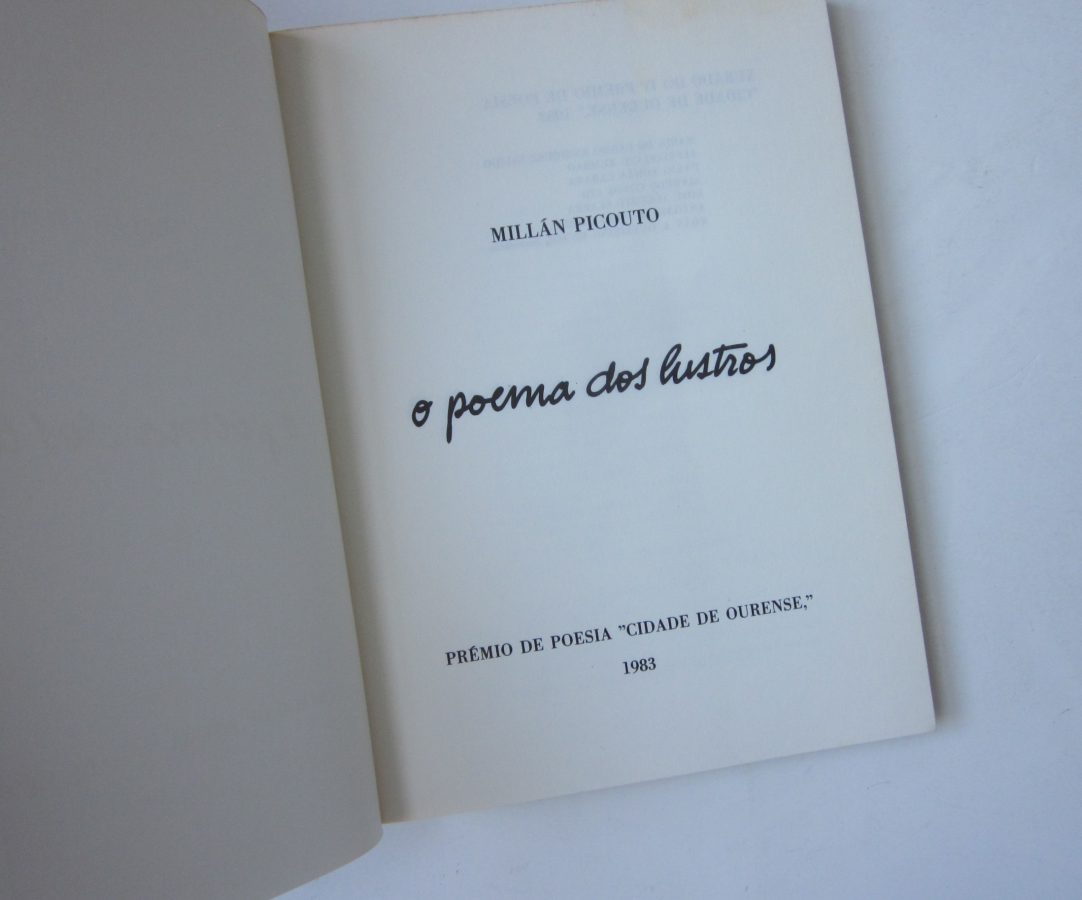 MILLÁN PICOUTO
o poema dos lustros
PRÉMIO DE POESIA "CIDADE DE OURENSE,"
1983